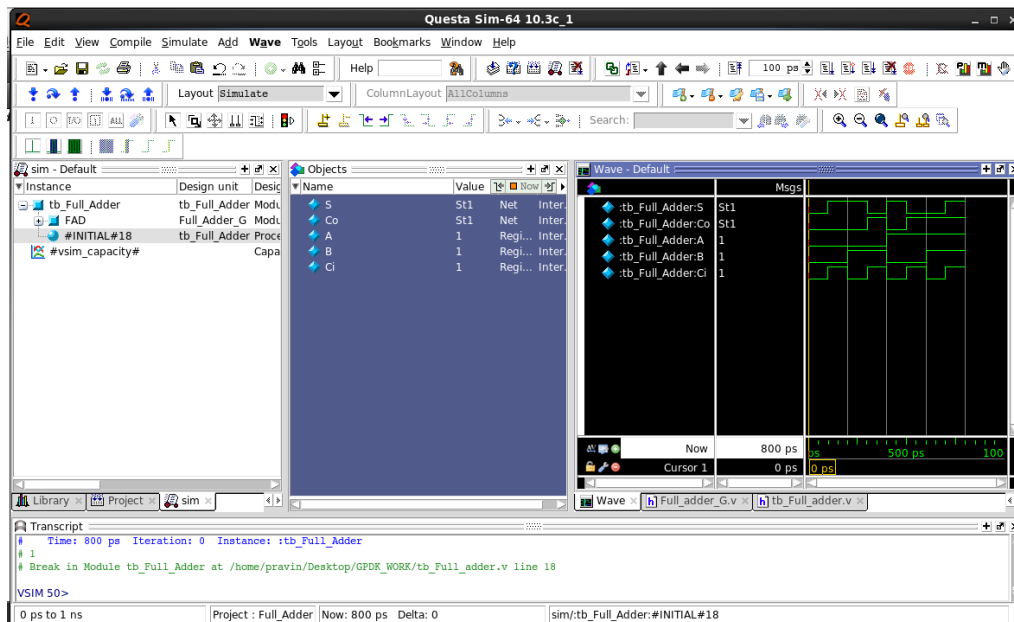 Questa Sim-64 10.3c_1
File Edit View Compile Simulate Add Wave Tools Layout Bookmarks Window Help
Help 100 ps
Layout Simulate ColumnLayout AllColumns
Search:
sim - Default Objects Wave - Default
Instance Design unit Desig Name Value Now Msgs
tb_Full_Adder tb_Full_Adder Modu S St1 Net Inter. :tb_Full_Adder:S St1
FAD Full_Adder_G Modu Co St1 Net Inter. :tb_Full_Adder:Co St1
#INITIAL#18 tb_Full_Adder Proce A 1 Regi... Inter. :tb_Full_Adder:A 1
#vsim_capacity# Capa B 1 Regi... Inter. :tb_Full_Adder:B 1
Ci 1 Regi... Inter. :tb_Full_Adder:Ci 1
Now 800 ps ps 500 ps 100
Cursor 1 0 ps 0 ps
Library Project sim Wave Full_adder_G.v tb_Full_adder.v
Transcript
# Time: 800 ps Iteration: 0 Instance: :tb_Full_Adder
# 1
# Break in Module tb_Full_Adder at /home/pravin/Desktop/GPDK_WORK/tb_Full_adder.v line 18
VSIM 50>
0 ps to 1 ns Project : Full_Adder Now: 800 ps Delta: 0 sim/:tb_Full_Adder:#INITIAL#18